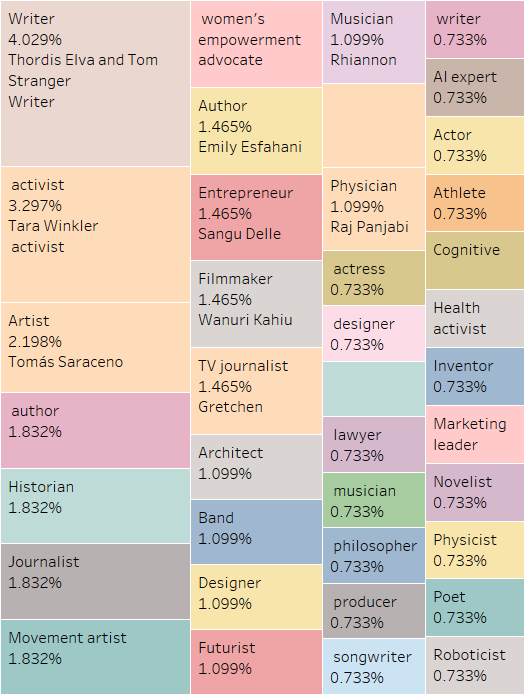 Writer
4.029%
Thordis Elva and Tom
Stranger
Writer
activist
3.297%
Tara Winkler
activist
Artist
2.198%
Tomás Saraceno
author
1.832%
Historian
1.832%
Journalist
1.832%
Movement artist
1.832%
women's
empowerment
advocate
Author
1.465%
Emily Esfahani
Entrepreneur
1.465%
Sangu Delle
Filmmaker
1.465%
Wanuri Kahiu
TV journalist
1.465%
Gretchen
Architect
1.099%
Band
1.099%
Designer
1.099%
Futurist
1.099%
Musician
1.099%
Rhiannon
Physician
1.099%
Raj Panjabi
actress
0.733%
designer
0.733%
lawyer
0.733%
musician
0.733%
philosopher
0.733%
producer
0.733%
songwriter
0.733%
writer
0.733%
AI expert
0.733%
Actor
0.733%
Athlete
0.733%
Cognitive
Health
activist
Inventor
0.733%
Marketing
leader
Novelist
0.733%
Physicist
0.733%
Poet
0.733%
Roboticist
0.733%